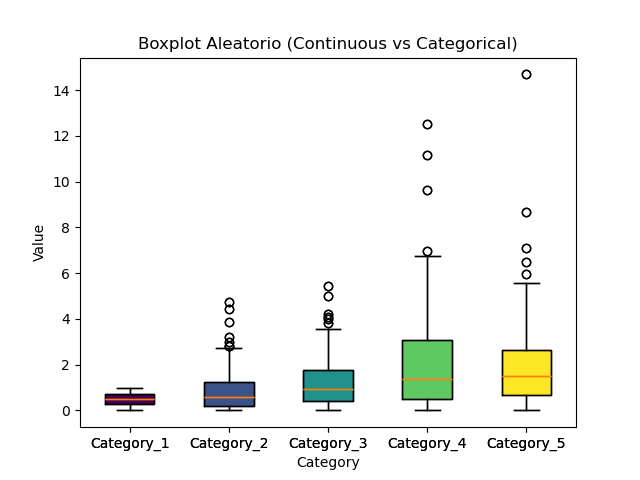 Boxplot Aleatorio (Continuous vs Categorical)
14
12
10
8
6
4
2
0
Value
Category_1 Category_2 Category_3 Category_4 Category_5
Category